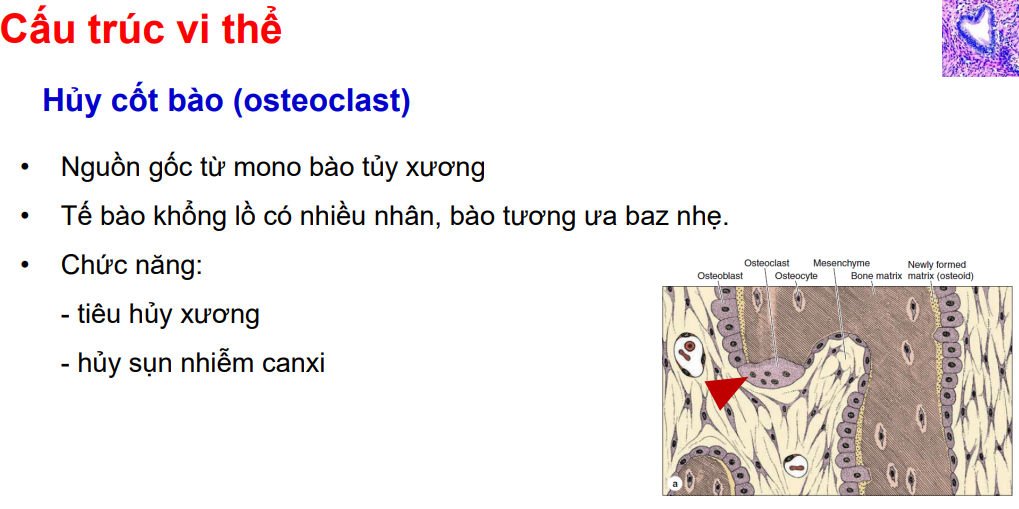 Cấu trúc vi thể
Hủy cốt bào (osteoclast)
• Nguồn gốc từ mono bào tủy xương
• Tế bào khổng lồ có nhiều nhân, bào tương ưa baz nhẹ.
• Chức năng:
- tiêu hủy xương
- hủy sụn nhiễm canxi
Osteoclast Mesenchyme Newly formed
Osteoblast Osteocyte Bone matrix matrix (osteoid)
a